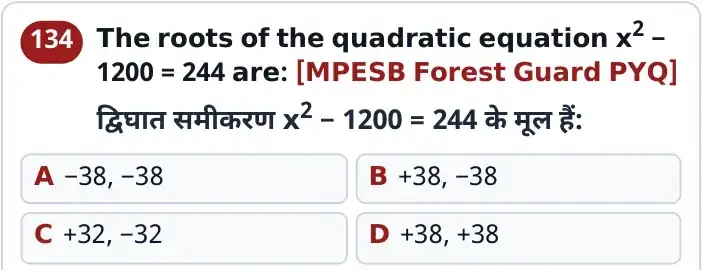 134 The roots of the quadratic equation x² –
1200 = 244 are: [MPESB Forest Guard PYQ]
द्विघात समीकरण x² – 1200 = 244 के मूल हैं:
A −38, −38
B +38, −38
C +32, −32
D +38, +38